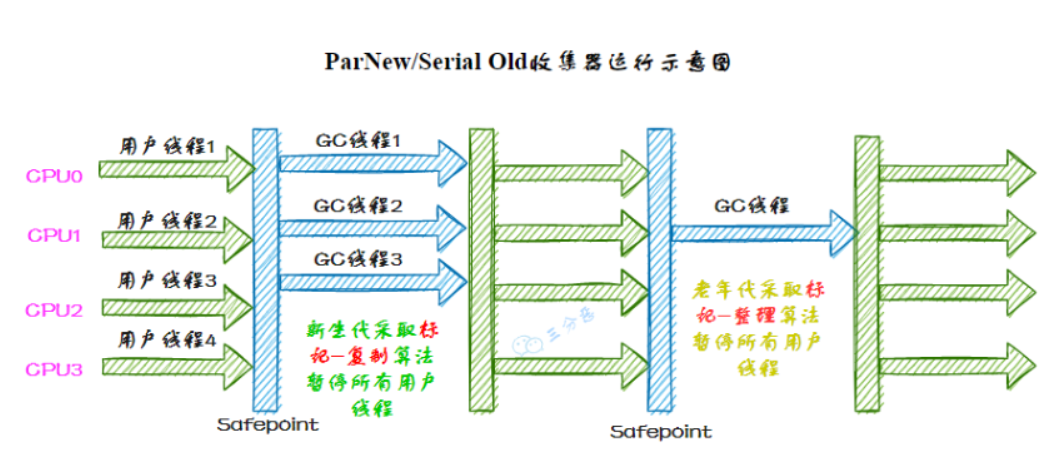 ParNew/Serial Old收集器运行示意图
用户线程1
GC线程1
CPU0
用户线程2
GC线程2
GC线程
CPU1
用户线程3
GC线程3
CPU2
用户线程4
CPU3
新生代采取标
记-复制算法
暂停所有用户
线程
三分恶
老年代采取标
记-整理算法
暂停所有用户
线程
Safepoint
Safepoint